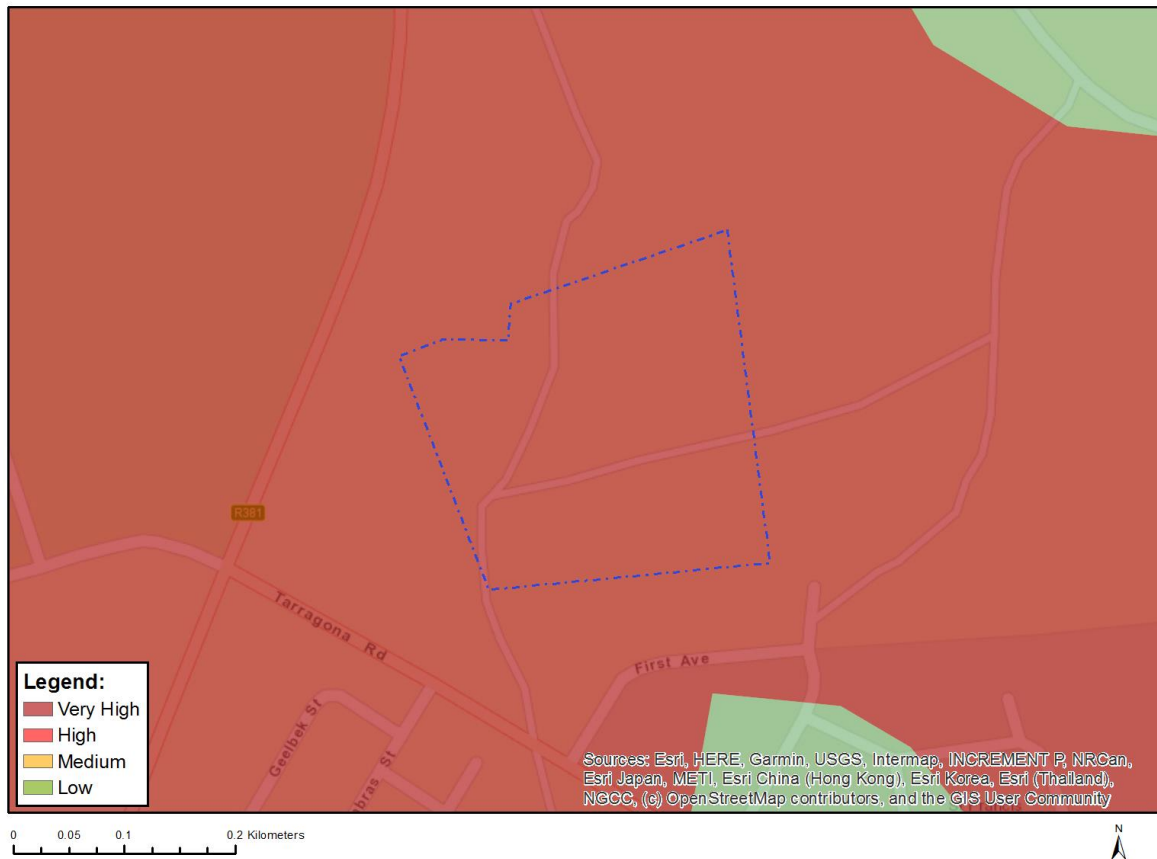 R381
Tarragona Rd
First Ave
Geelbek St
St
Legend:
Very High
High
Medium
Low
Sources: Esri, HERE, Garmin, USGS, Intermap, INCREMENT P, NRCan,
Esri Japan, METI, Esri China (Hong Kong), Esri Korea, Esri (Thailand),
NGCC, (c) OpenStreetMap contributors, and the GIS User Community
0 0.05 0.1 0.2 Kilometers
N